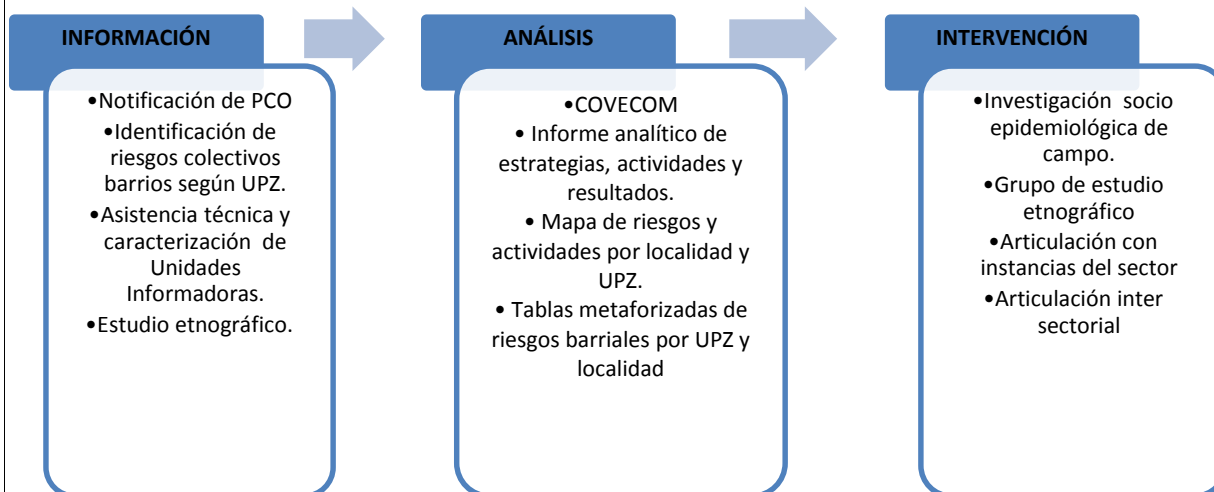 INFORMACIÓN
•Notificación de PCO
•Identificación de
riesgos colectivos
barrios según UPZ.
•Asistencia técnica y
caracterización de
Unidades
Informadoras.
•Estudio etnográfico.
ANÁLISIS
•COVECOM
• Informe analítico de
estrategias, actividades y
resultados.
• Mapa de riesgos y
actividades por localidad y
UPZ.
• Tablas metaforizadas de
riesgos barriales por UPZ y
localidad
INTERVENCIÓN
•Investigación socio
epidemiológica de
campo.
•Grupo de estudio
etnográfico
•Articulación con
instancias del sector
•Articulación inter
sectorial